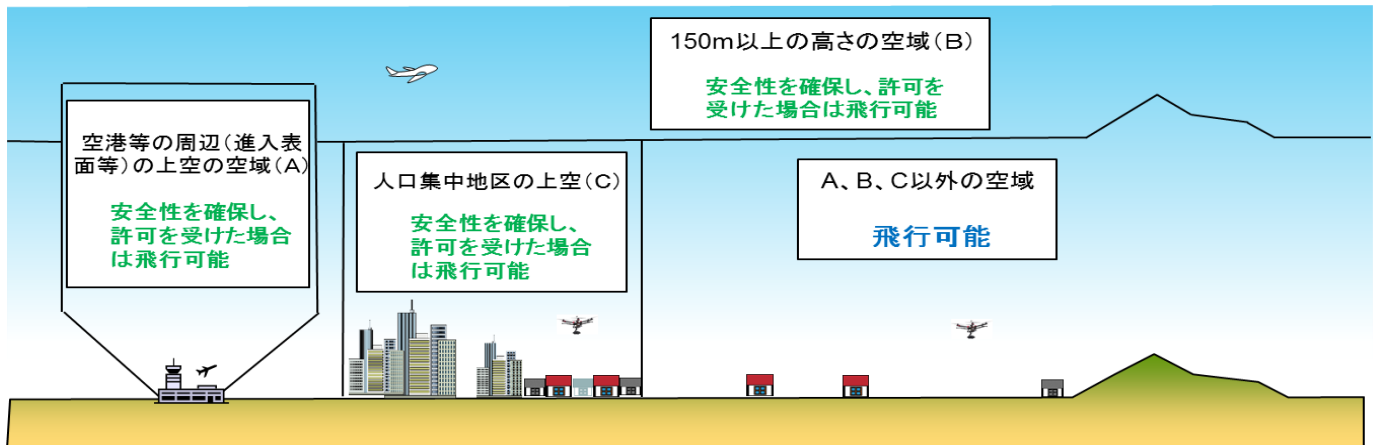 150m以上の高さの空域(B)
安全性を確保し、許可を
受けた場合は飛行可能
空港等の周辺(進入表
面等)の上空の空域(A)
安全性を確保し、
許可を受けた場合
は飛行可能
人口集中地区の上空(C)
安全性を確保し、
許可を受けた場合
は飛行可能
A、B、C以外の空域
飛行可能